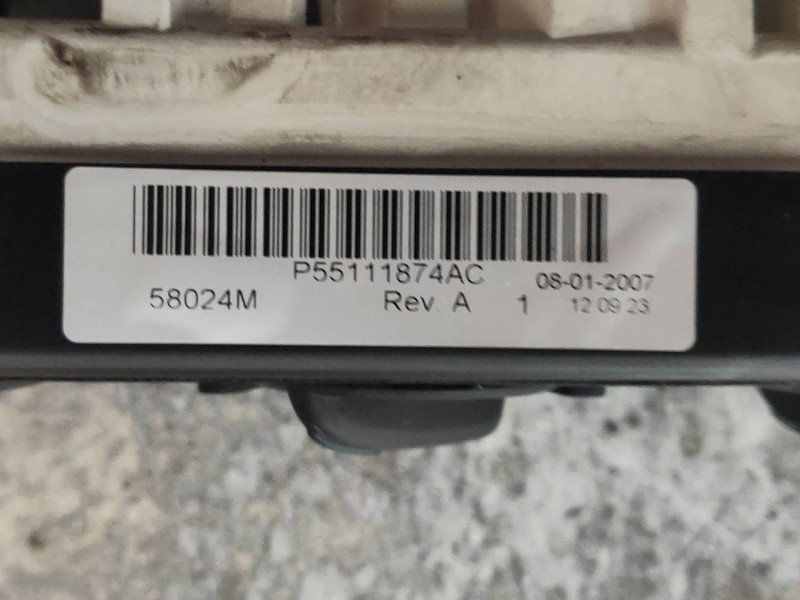 P55111874AC 08-01-2007
58024M Rev. A 1 12 09 23